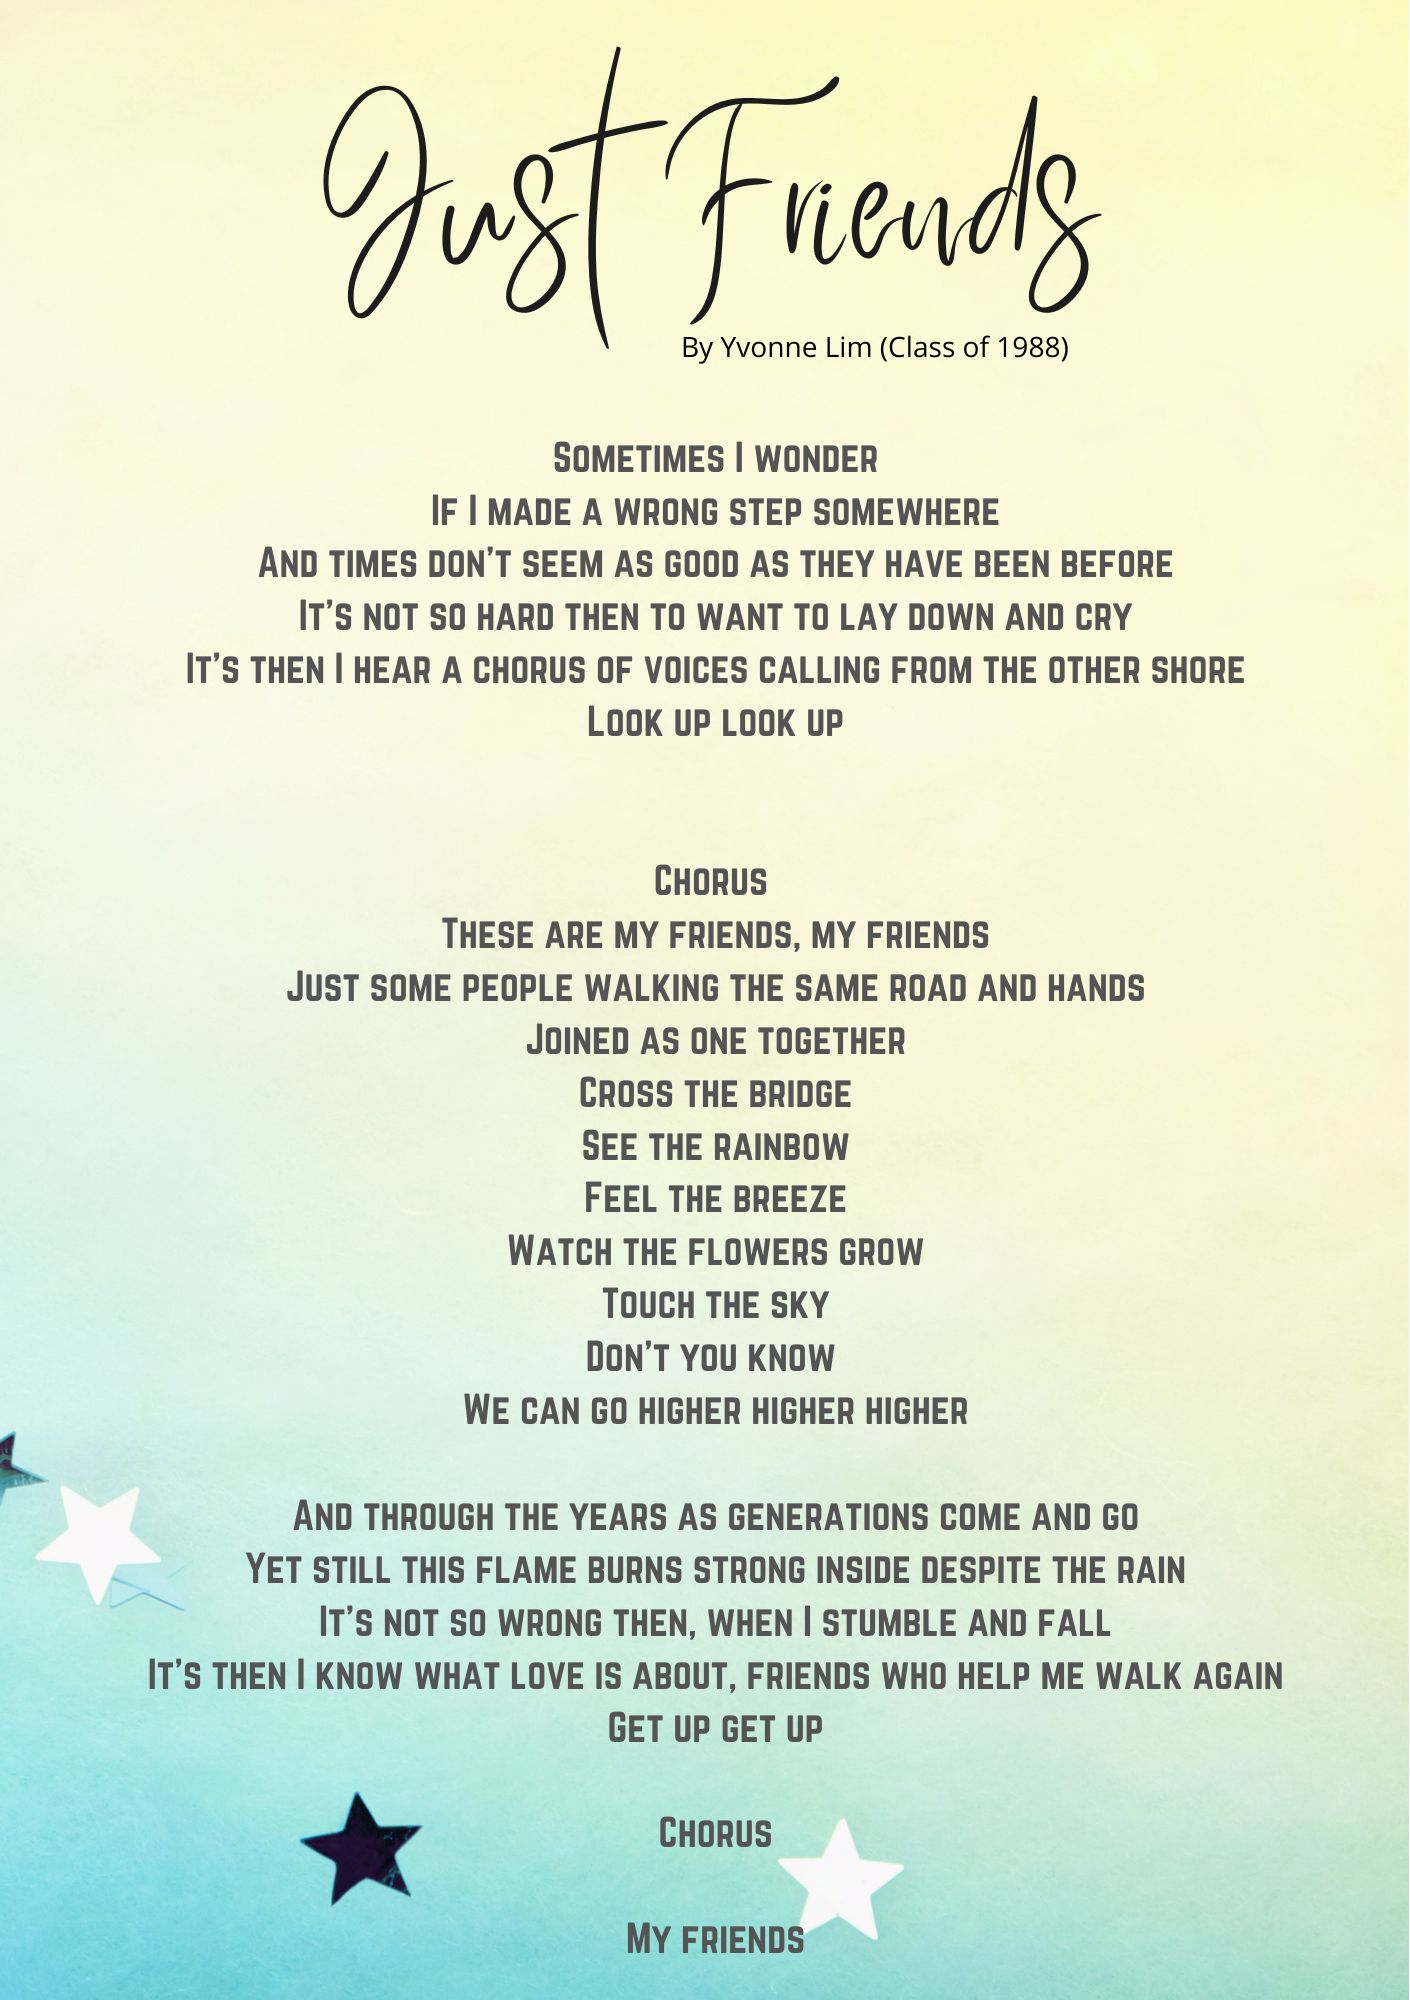 Just Friends
By Yvonne Lim (Class of 1988)
Sometimes I wonder
If I made a wrong step somewhere
And times don't seem as good as they have been before
It's not so hard then to want to lay down and cry
It's then I hear a chorus of voices calling from the other shore
Look up look up
Chorus
These are my friends, my friends
Just some people walking the same road and hands
Joined as one together
Cross the bridge
See the rainbow
Feel the breeze
Watch the flowers grow
Touch the sky
Don't you know
We can go higher higher higher
And through the years as generations come and go
Yet still this flame burns strong inside despite the rain
It's not so wrong then, when I stumble and fall
It's then I know what love is about, friends who help me walk again
Get up get up
Chorus
My friends